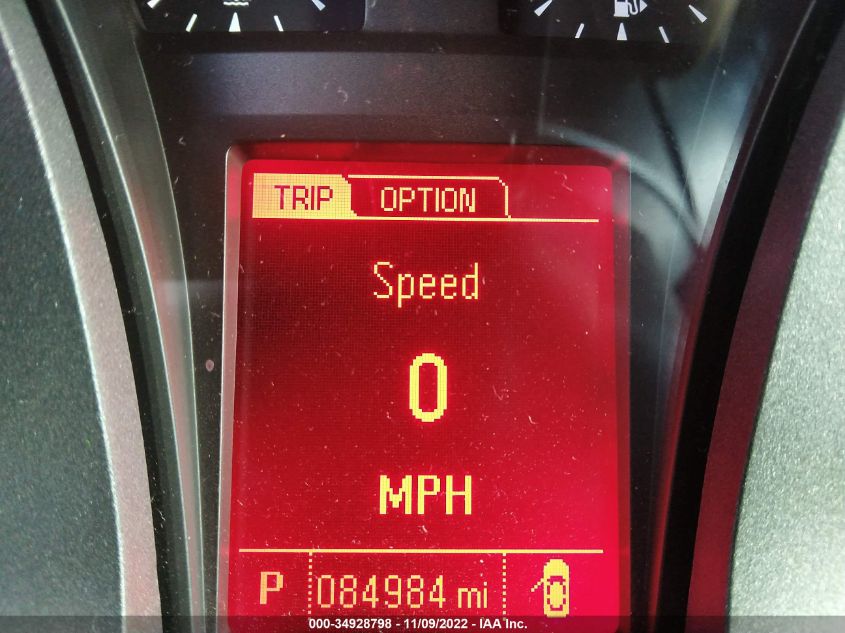 TRIP OPTION
Speed
0
MPH
P 084984 mi
000-34928798 - 11/09/2022 - IAA Inc.